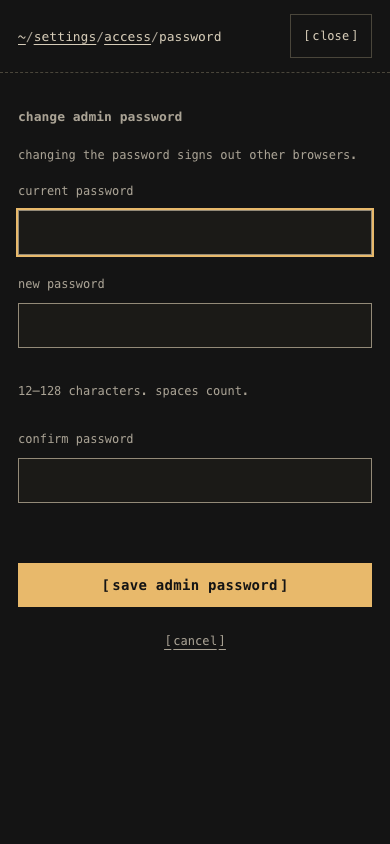 ~/settings/access/password
[close]
change admin password
changing the password signs out other browsers.
current password
new password
12–128 characters. spaces count.
confirm password
[save admin password]
[cancel]